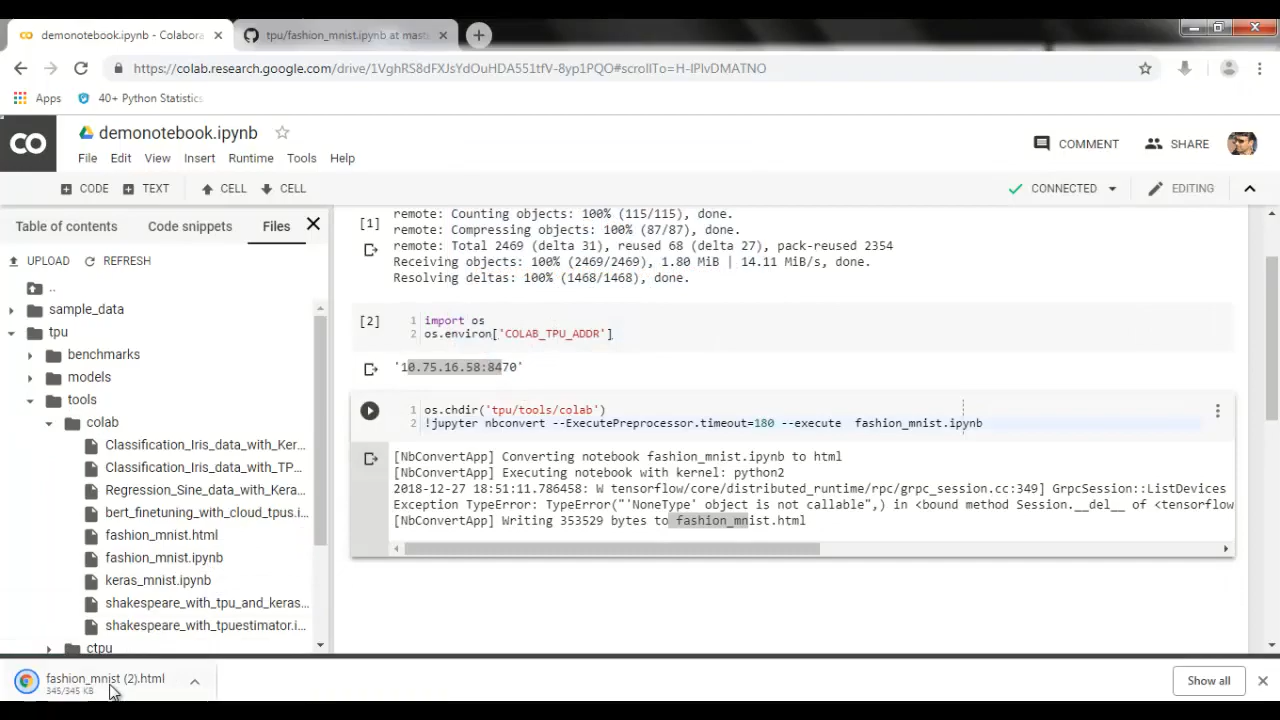 demonotebook.ipynb - Colabora
tpu/fashion_mnist.ipynb at mast
https://colab.research.google.com/drive/1VghRS8dFXJsYdOuHDA551tfV-8yp1PQO#scrollTo=H-IPlvDMATNO
Apps
40+ Python Statistics
CO
demonotebook.ipynb
COMMENT
SHARE
File Edit View Insert Runtime Tools Help
CODE TEXT CELL CELL
CONNECTED
EDITING
Table of contents Code snippets Files
UPLOAD REFRESH
..
sample_data
tpu
benchmarks
models
tools
colab
Classification_Iris_data_with_Ker...
Classification_Iris_data_with_TP...
Regression_Sine_data_with_Kera...
bert_finetuning_with_cloud_tpus.i...
fashion_mnist.html
fashion_mnist.ipynb
keras_mnist.ipynb
shakespeare_with_tpu_and_keras...
shakespeare_with_tpuestimator.i...
ctpu
[1]
remote: Counting objects: 100% (115/115), done.
remote: Compressing objects: 100% (87/87), done.
remote: Total 2469 (delta 31), reused 68 (delta 27), pack-reused 2354
Receiving objects: 100% (2469/2469), 1.80 MiB | 14.11 MiB/s, done.
Resolving deltas: 100% (1468/1468), done.
[2]
1 import os
2 os.environ['COLAB_TPU_ADDR']
'10.75.16.58:8470'
1 os.chdir('tpu/tools/colab')
2 !jupyter nbconvert --ExecutePreprocessor.timeout=180 --execute fashion_mnist.ipynb
[NbConvertApp] Converting notebook fashion_mnist.ipynb to html
[NbConvertApp] Executing notebook with kernel: python2
2018-12-27 18:51:11.786458: W tensorflow/core/distributed_runtime/rpc/grpc_session.cc:349] GrpcSession::ListDevices
Exception TypeError: TypeError("'NoneType' object is not callable",) in <bound method Session.__del__ of <tensorflow
[NbConvertApp] Writing 353529 bytes to fashion_mnist.html
fashion_mnist (2).html
345/345 KB
Show all